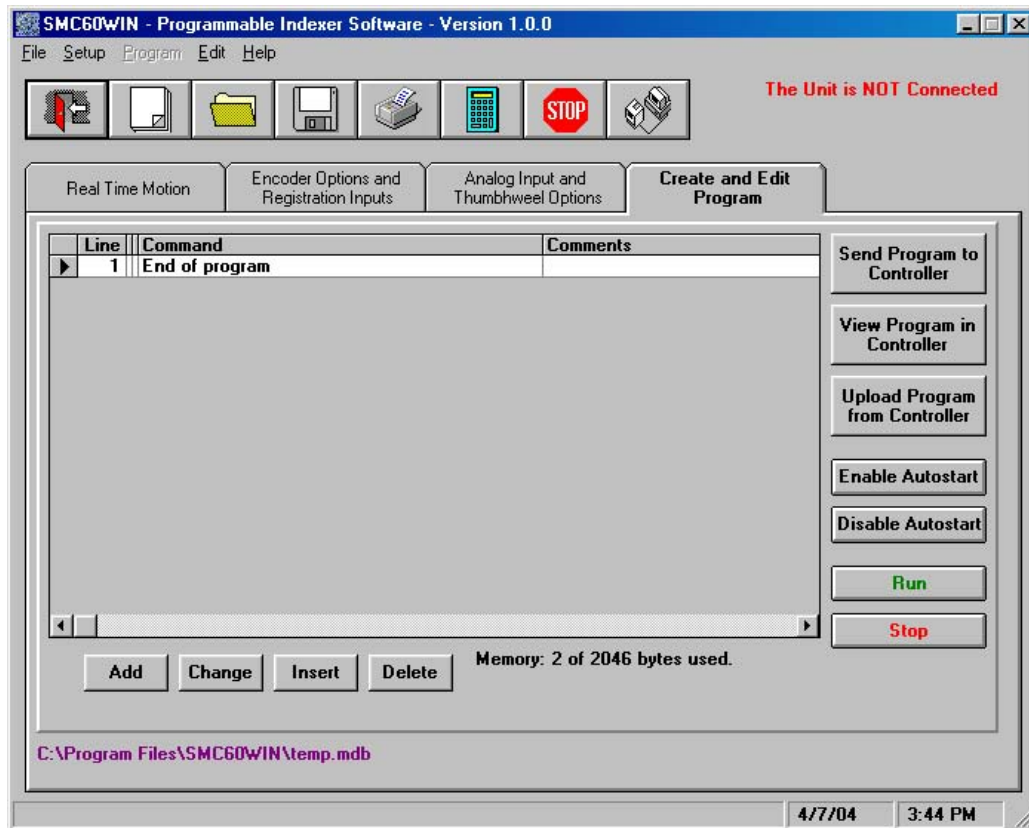 SMC60WIN - Programmable Indexer Software - Version 1.0.0
File Setup Program Edit Help
STOP
The Unit is NOT Connected
Real Time Motion
Encoder Options and
Registration Inputs
Analog Input and
Thumbhweel Options
Create and Edit
Program
Line Command Comments
1 End of program
Send Program to
Controller
View Program in
Controller
Upload Program
from Controller
Enable Autostart
Disable Autostart
Run
Stop
Add Change Insert Delete
Memory: 2 of 2046 bytes used.
C:\Program Files\SMC60WIN\temp.mdb
4/7/04 3:44 PM